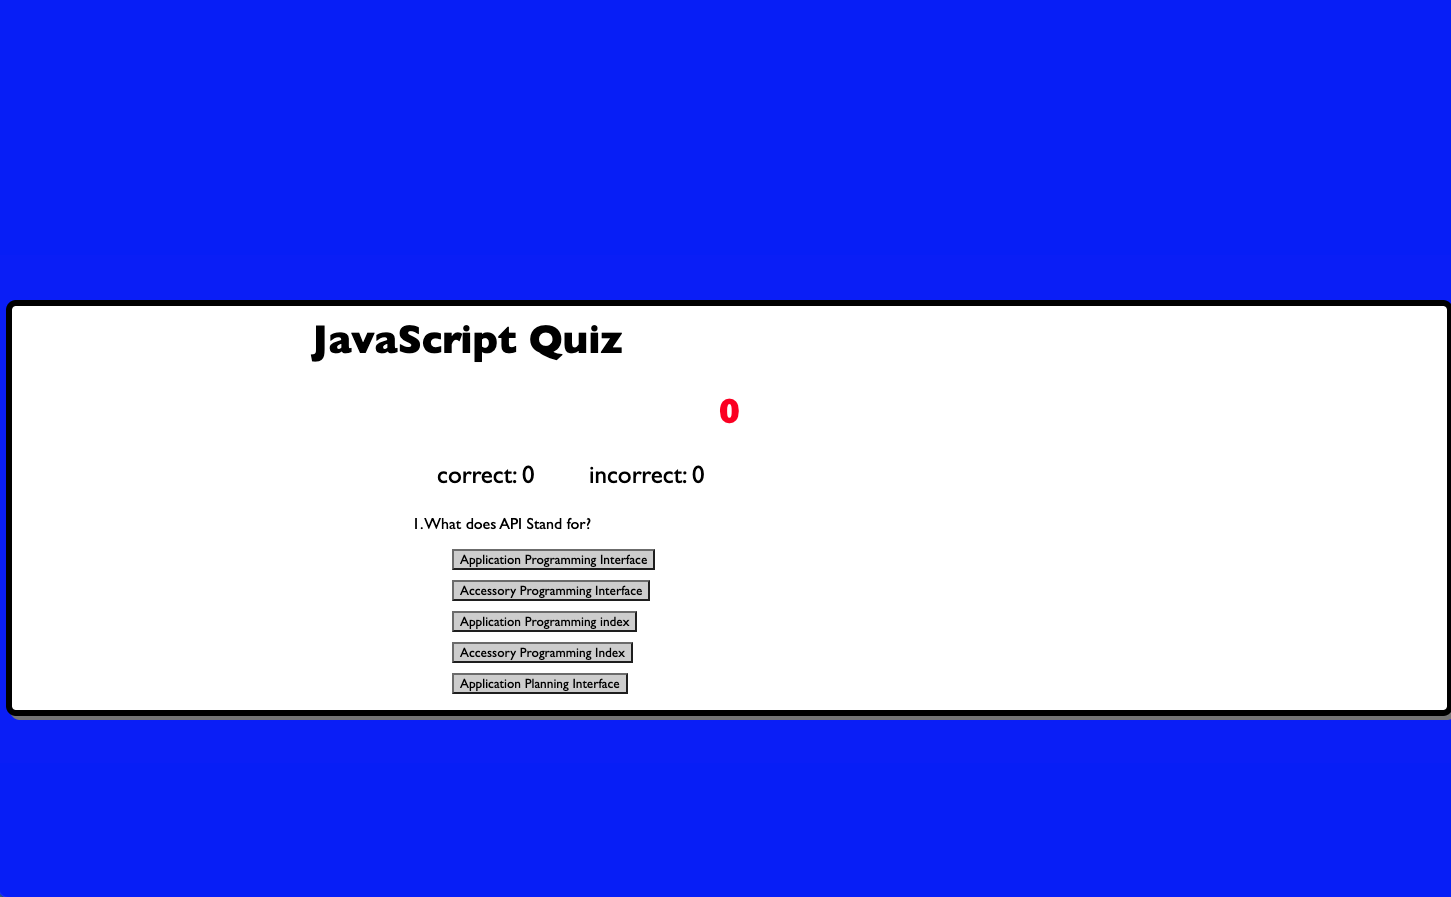 JavaScript Quiz
0
correct: 0 incorrect: 0
1.What does API Stand for?
Application Programming Interface
Accessory Programming Interface
Application Programming index
Accessory Programming Index
Application Planning Interface